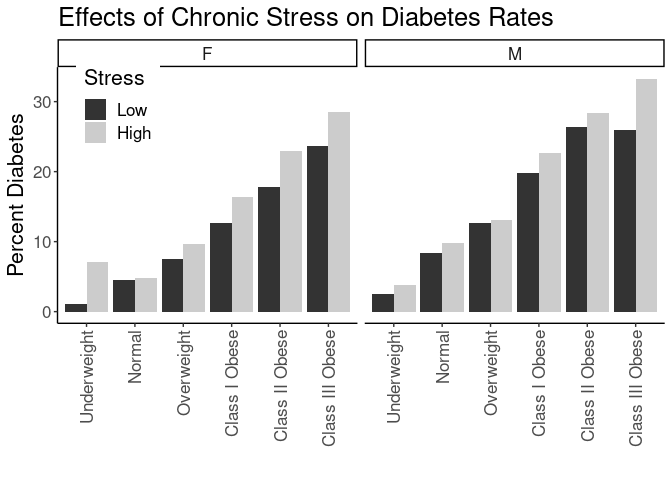 Effects of Chronic Stress on Diabetes Rates
F
M
Stress
Low
High
Percent Diabetes
30
20
10
0
Underweight
Normal
Overweight
Class I Obese
Class II Obese
Class III Obese
Underweight
Normal
Overweight
Class I Obese
Class II Obese
Class III Obese